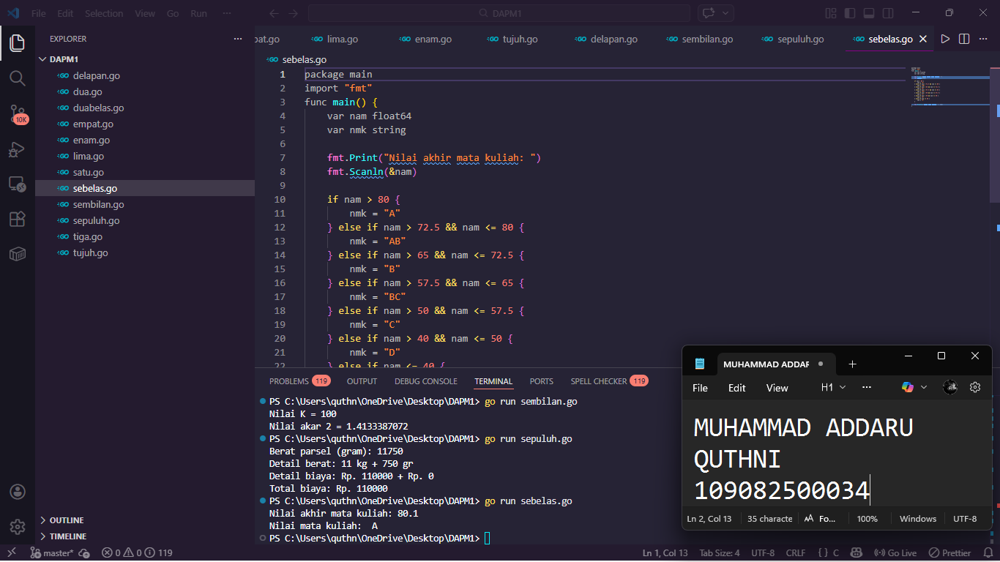 File Edit Selection View Go Run ··· DAPM1
EXPLORER ···
DAPM1
delapan.go
dua.go
duabelas.go
empat.go
enam.go
lima.go
satu.go
sebelas.go
sembilan.go
sepuluh.go
tiga.go
tujuh.go
OUTLINE
TIMELINE
10K
pat.go lima.go enam.go tujuh.go delapan.go sembilan.go sepuluh.go sebelas.go
sebelas.go
1 package main
2 import "fmt"
3 func main() {
4 var nam float64
5 var nmk string
6
7 fmt.Print("Nilai akhir mata kuliah: ")
8 fmt.Scanln(&nam)
9
10 if nam > 80 {
11 nmk = "A"
12 } else if nam > 72.5 && nam <= 80 {
13 nmk = "AB"
14 } else if nam > 65 && nam <= 72.5 {
15 nmk = "B"
16 } else if nam > 57.5 && nam <= 65 {
17 nmk = "BC"
18 } else if nam > 50 && nam <= 57.5 {
19 nmk = "C"
20 } else if nam > 40 && nam <= 50 {
21 nmk = "D"
22 } else if nam <= 40 {
PROBLEMS 119 OUTPUT DEBUG CONSOLE TERMINAL PORTS SPELL CHECKER 119
PS C:\Users\quthn\OneDrive\Desktop\DAPM1> go run sembilan.go
Nilai K = 100
Nilai akar 2 = 1.4133387072
PS C:\Users\quthn\OneDrive\Desktop\DAPM1> go run sepuluh.go
Berat parsel (gram): 11750
Detail berat: 11 kg + 750 gr
Detail biaya: Rp. 110000 + Rp. 0
Total biaya: Rp. 110000
PS C:\Users\quthn\OneDrive\Desktop\DAPM1> go run sebelas.go
Nilai akhir mata kuliah: 80.1
Nilai mata kuliah:  A
PS C:\Users\quthn\OneDrive\Desktop\DAPM1>
MUHAMMAD ADDAR
File Edit View H1 ···
MUHAMMAD ADDARU
QUTHNI
109082500034
Ln 2, Col 13 35 characte Fo... 100% Windows UTF-8
master* 0 0 119 Ln 1, Col 13 Tab Size: 4 UTF-8 CRLF { } C Go Live Prettier